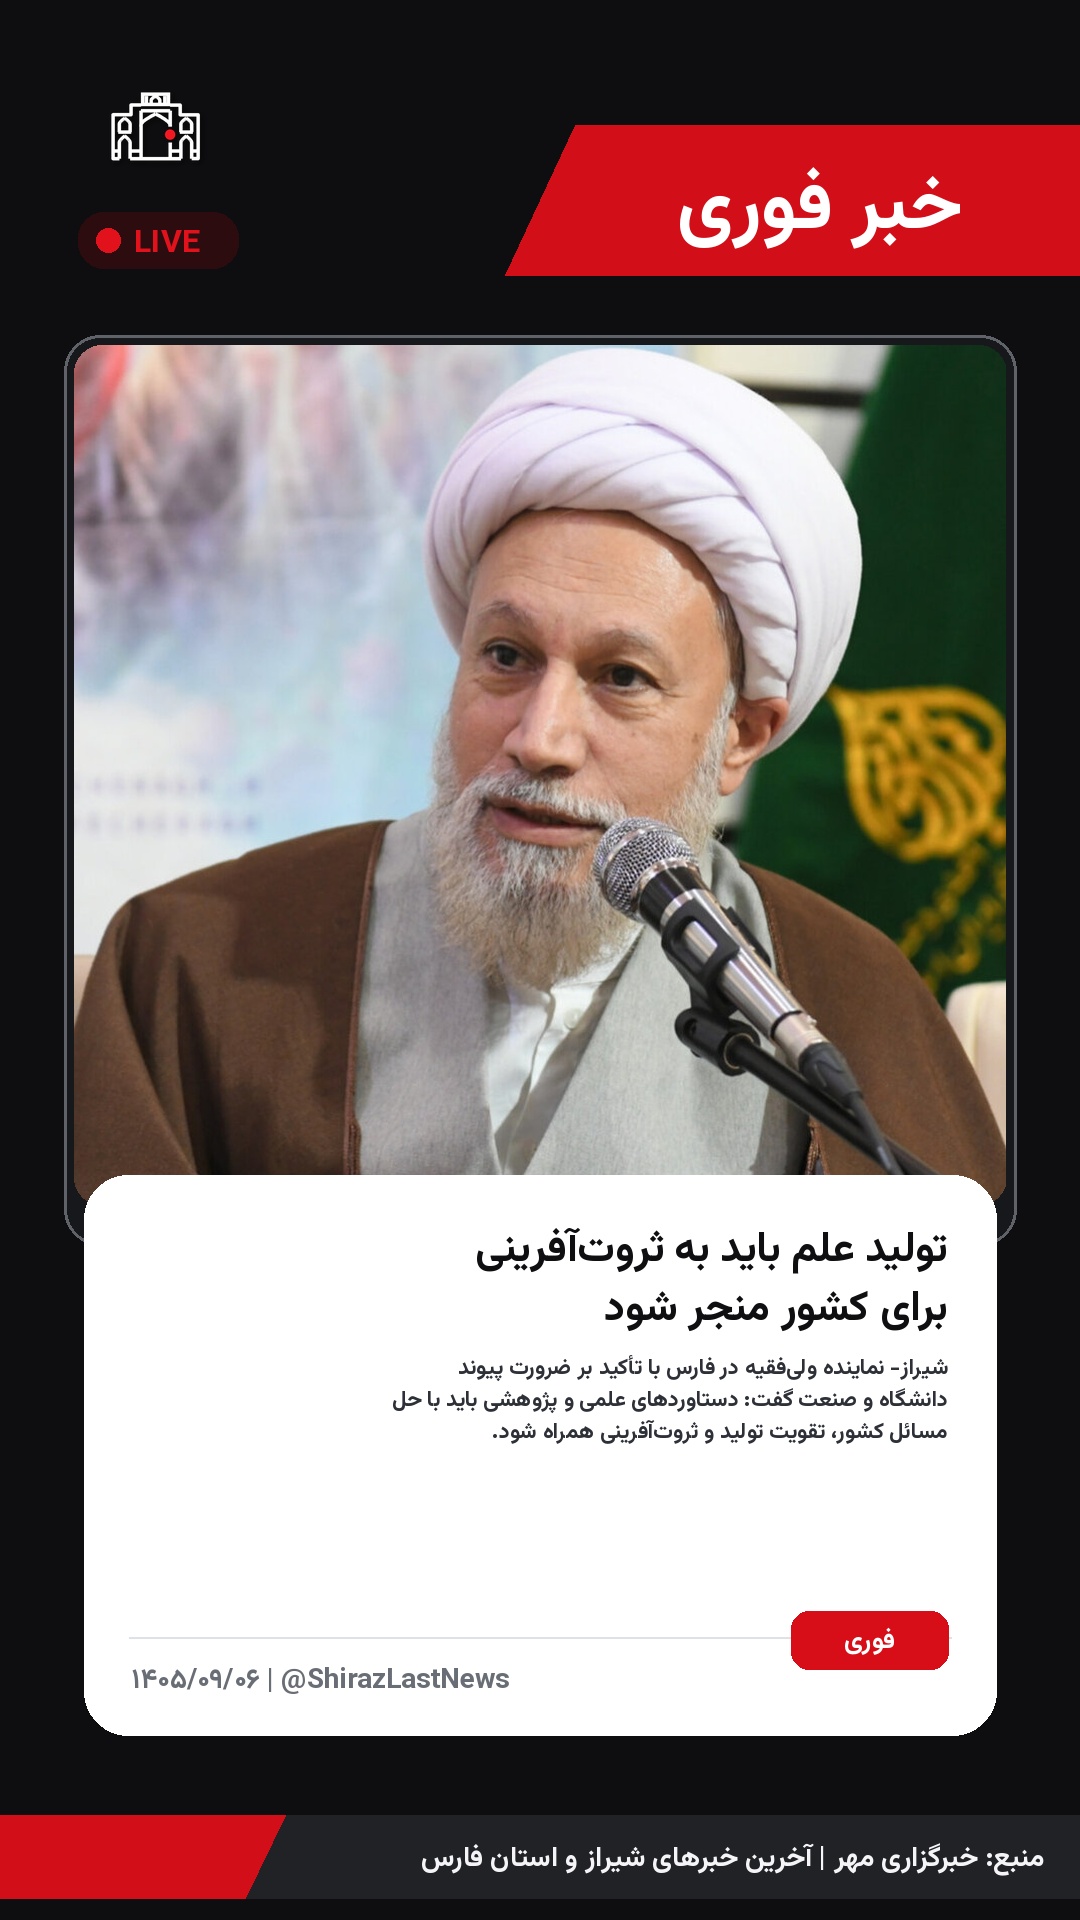 LIVE
خبر فوری
تولید علم باید به ثروت‌آفرینی
برای کشور منجر شود
شیراز- نماینده ولی‌فقیه در فارس با تأکید بر ضرورت پیوند
دانشگاه و صنعت گفت: دستاوردهای علمی و پژوهشی باید با حل
مسائل کشور، تقویت تولید و ثروت‌آفرینی همراه شود.
فوری
۱۴۰۵/۰۹/۰۶ | @ShirazLastNews
منبع: خبرگزاری مهر | آخرین خبرهای شیراز و استان فارس